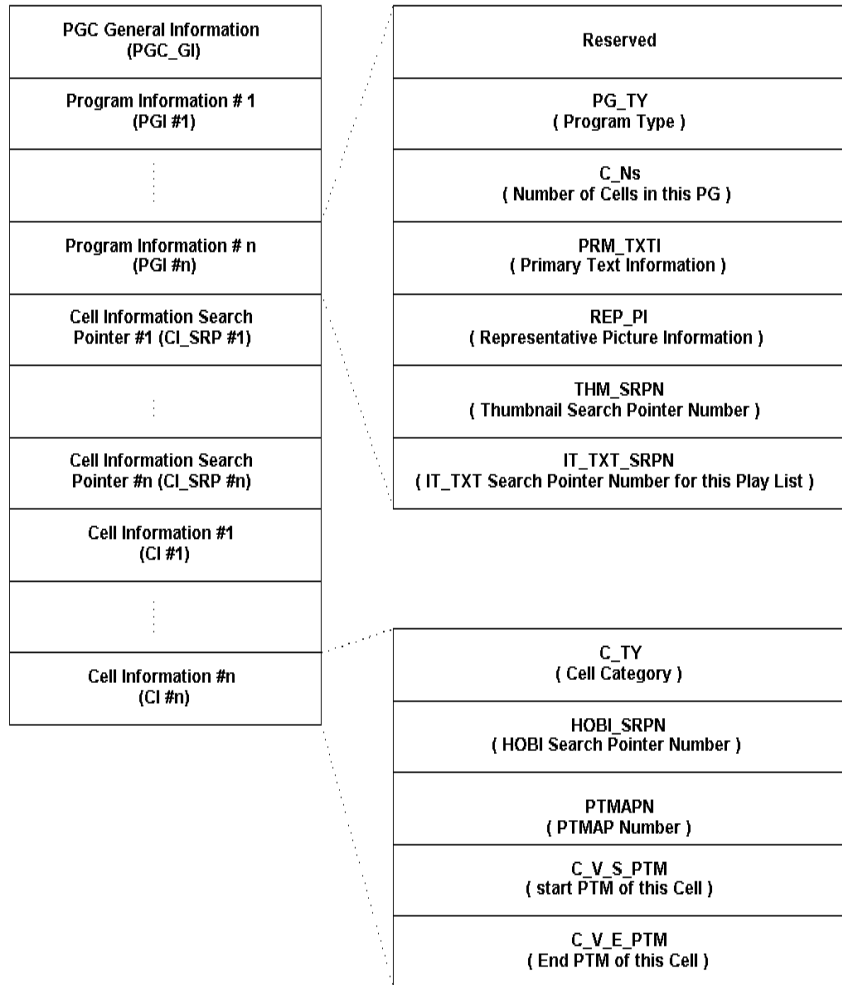 PGC General Information
(PGC_GI)
Program Information # 1
(PGI #1)
Program Information # n
(PGI #n)
Cell Information Search
Pointer #1 (CI_SRP #1)
Cell Information Search
Pointer #n (CI_SRP #n)
Cell Information #1
(CI #1)
Cell Information #n
(CI #n)
Reserved
PG_TY
( Program Type )
C_Ns
( Number of Cells in this PG )
PRM_TXTI
( Primary Text Information )
REP_PI
( Representative Picture Information )
THM_SRPN
( Thumbnail Search Pointer Number )
IT_TXT_SRPN
( IT_TXT Search Pointer Number for this Play List )
C_TY
( Cell Category )
HOBI_SRPN
( HOBI Search Pointer Number )
PTMAPN
( PTMAP Number )
C_V_S_PTM
( start PTM of this Cell )
C_V_E_PTM
( End PTM of this Cell )